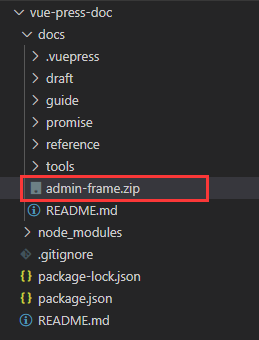 vue-press-doc
docs
.vuepress
draft
guide
promise
reference
tools
admin-frame.zip
README.md
node_modules
.gitignore
package-lock.json
package.json
README.md